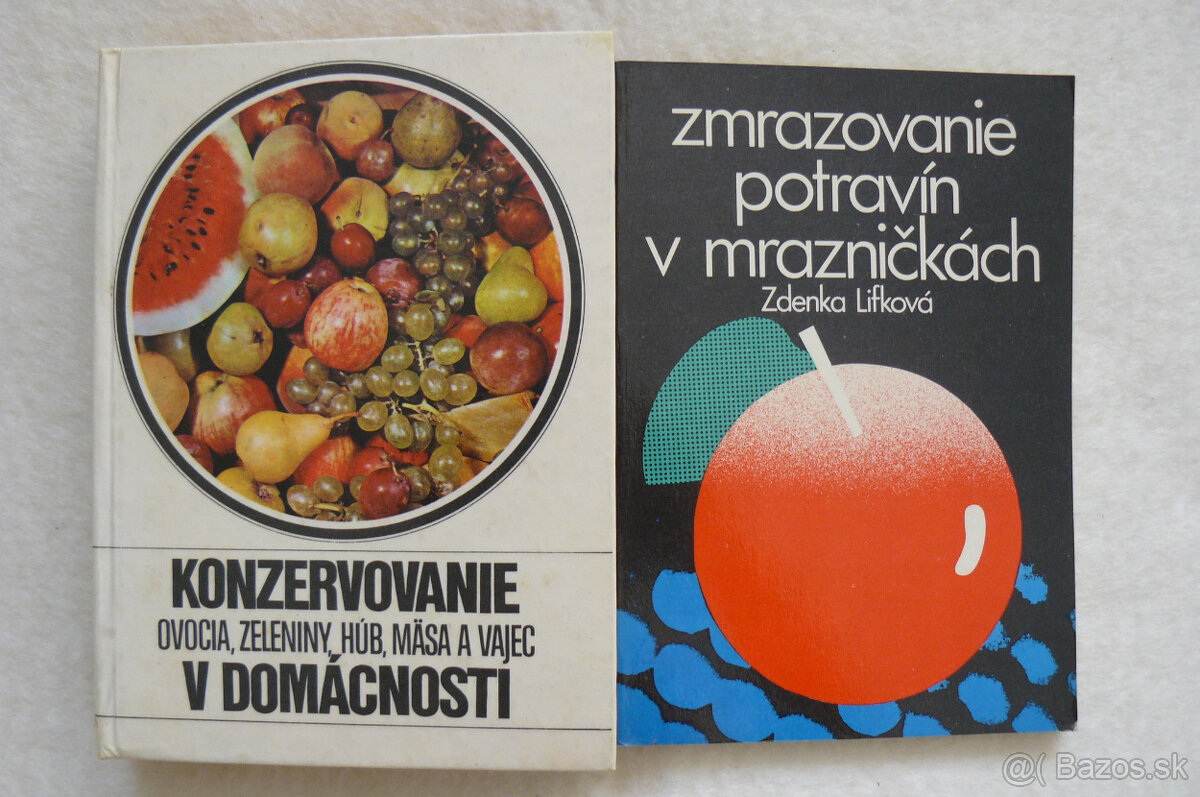 KONZERVOVANIE
OVOCIA, ZELENINY, HÚB, MÄSA A VAJEC
V DOMÁCNOSTI
zmrazovanie
potravín
v mrazničkách
Zdenka Lifková
@( Bazos.sk